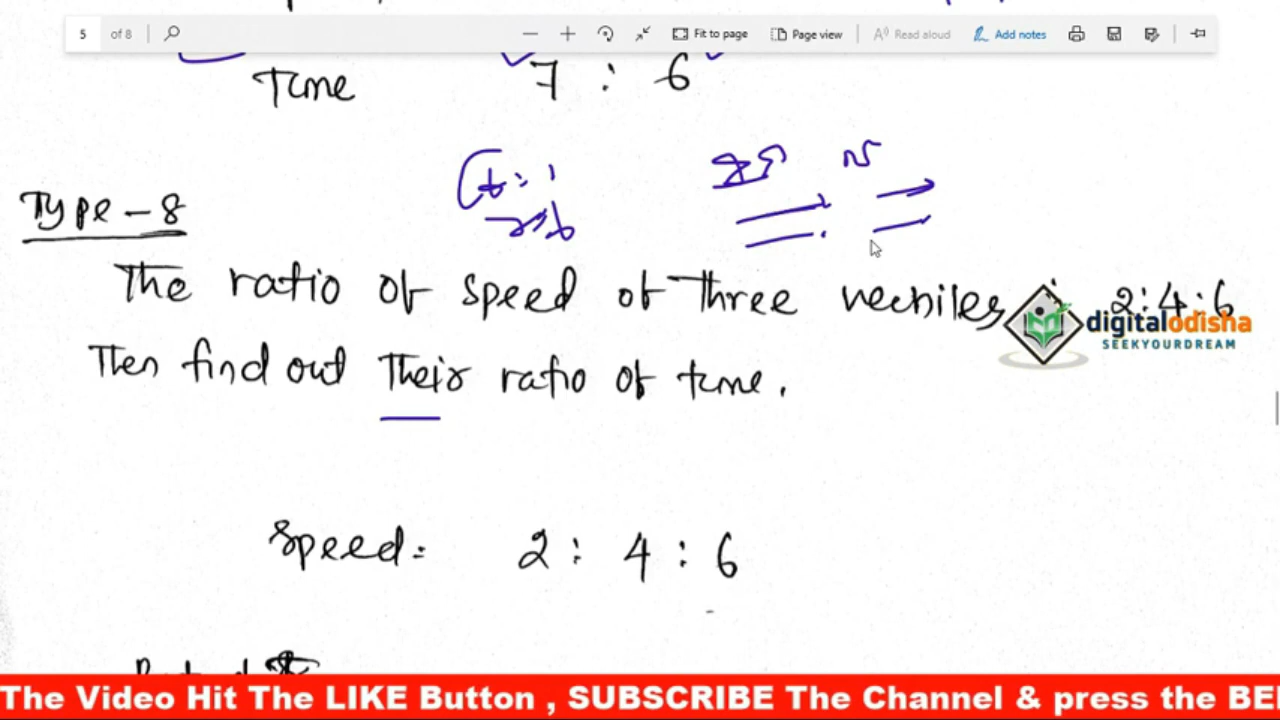 5 of 8 Fit to page Page view Read aloud Add notes
Time 7 : 6
Type - 8
The ratio of speed of Three vechiles 2:4:6
Then find out Their ratio of time.
digitalodisha
SEEKYOURDREAM
Speed: 2 : 4 : 6
The Video Hit The LIKE Button , SUBSCRIBE The Channel & press the BE